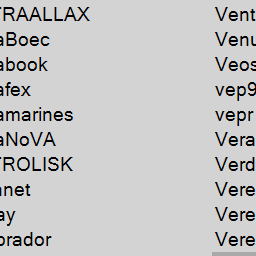 TRAALLAX Vent
aBoec Venu
abook Veos
afex vep9
amarines vepr
aNoVA Vera
TROLISK Verd
anet Vere
ay Vere
orador Vere